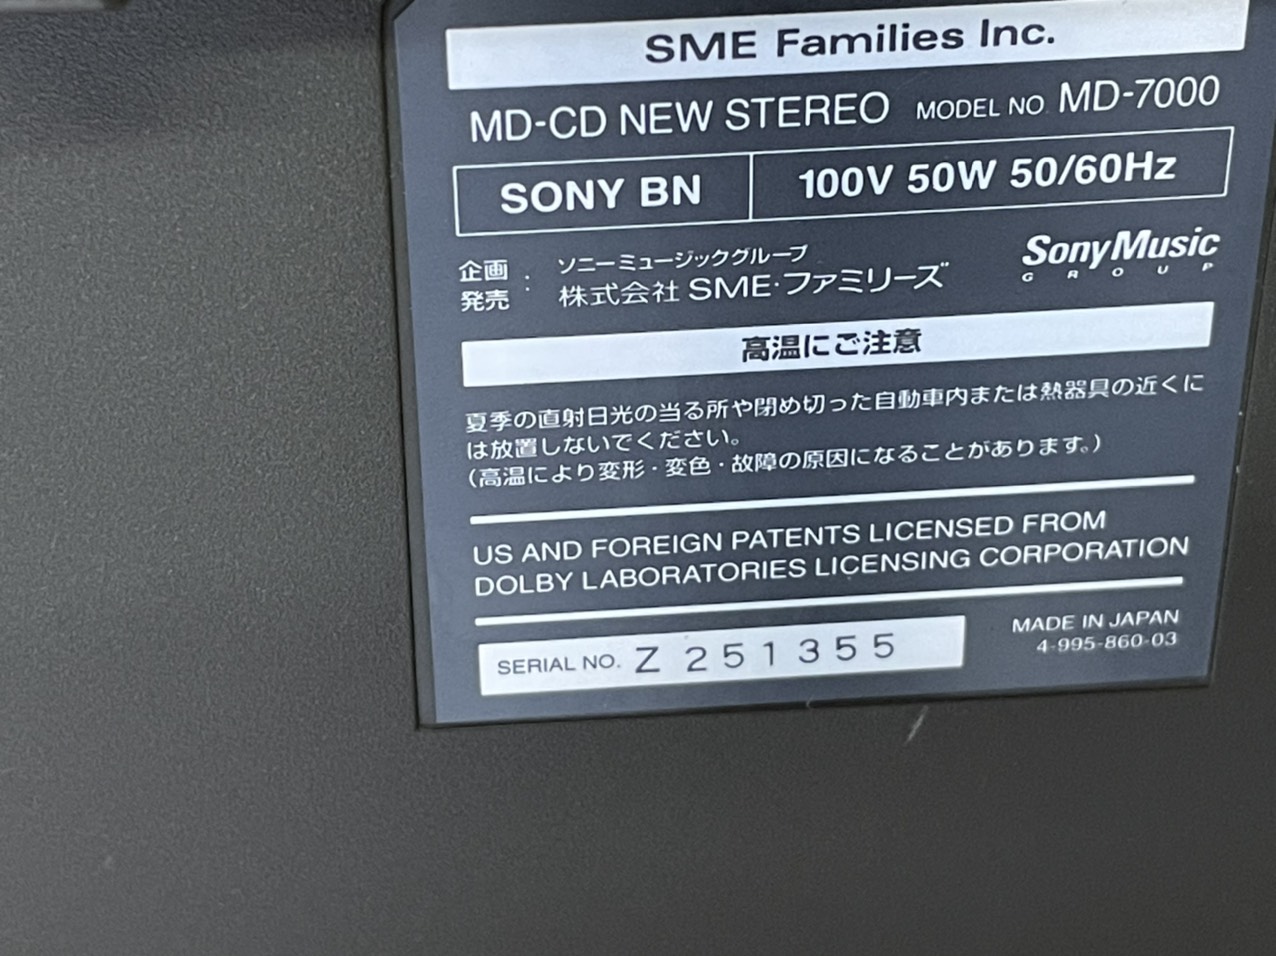 SME Families Inc.
MD-CD NEW STEREO MODEL NO MD-7000
SONY BN 100V 50W 50/60Hz
企画 : ソニーミュージックグループ
発売 株式会社 SME・ファミリーズ
SonyMusic
GROUP
高温にご注意
夏季の直射日光の当る所や閉め切った自動車内または熱器具の近くに
は放置しないでください。
(高温により変形・変色・故障の原因になることがあります。)
US AND FOREIGN PATENTS LICENSED FROM
DOLBY LABORATORIES LICENSING CORPORATION
SERIAL NO. Z 251355
MADE IN JAPAN
4-995-860-03